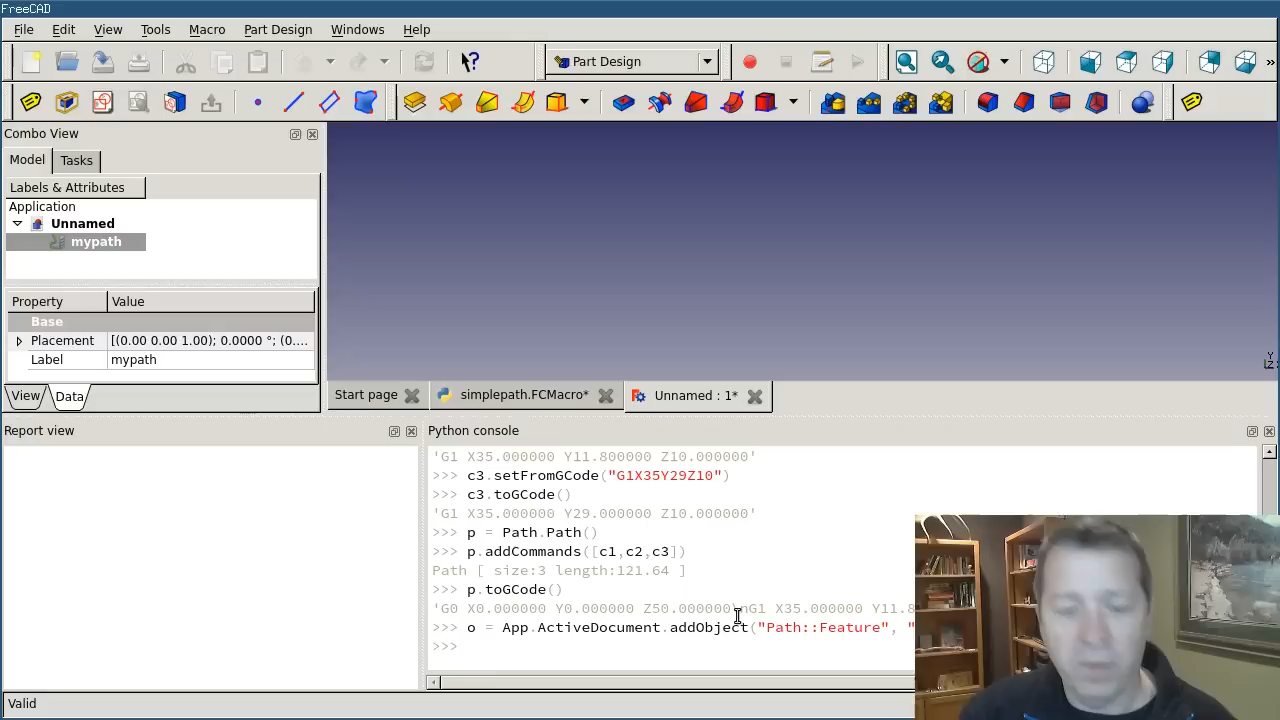 FreeCAD
File Edit View Tools Macro Part Design Windows Help
Part Design
»
Combo View
Model Tasks
Labels & Attributes
Application
Unnamed
mypath
Property Value
Base
Placement [(0.00 0.00 1.00); 0.0000 °; (0....
Label mypath
View Data
Start page simplepath.FCMacro* Unnamed : 1*
Y
Z
Report view
Python console
'G1 X35.000000 Y11.800000 Z10.000000'
>>> c3.setFromGCode("G1X35Y29Z10")
>>> c3.toGCode()
'G1 X35.000000 Y29.000000 Z10.000000'
>>> p = Path.Path()
>>> p.addCommands([c1,c2,c3])
Path [ size:3 length:121.64 ]
>>> p.toGCode()
'G0 X0.000000 Y0.000000 Z50.000000\nG1 X35.000000 Y11.8
>>> o = App.ActiveDocument.addObject("Path::Feature", "
>>>
Valid